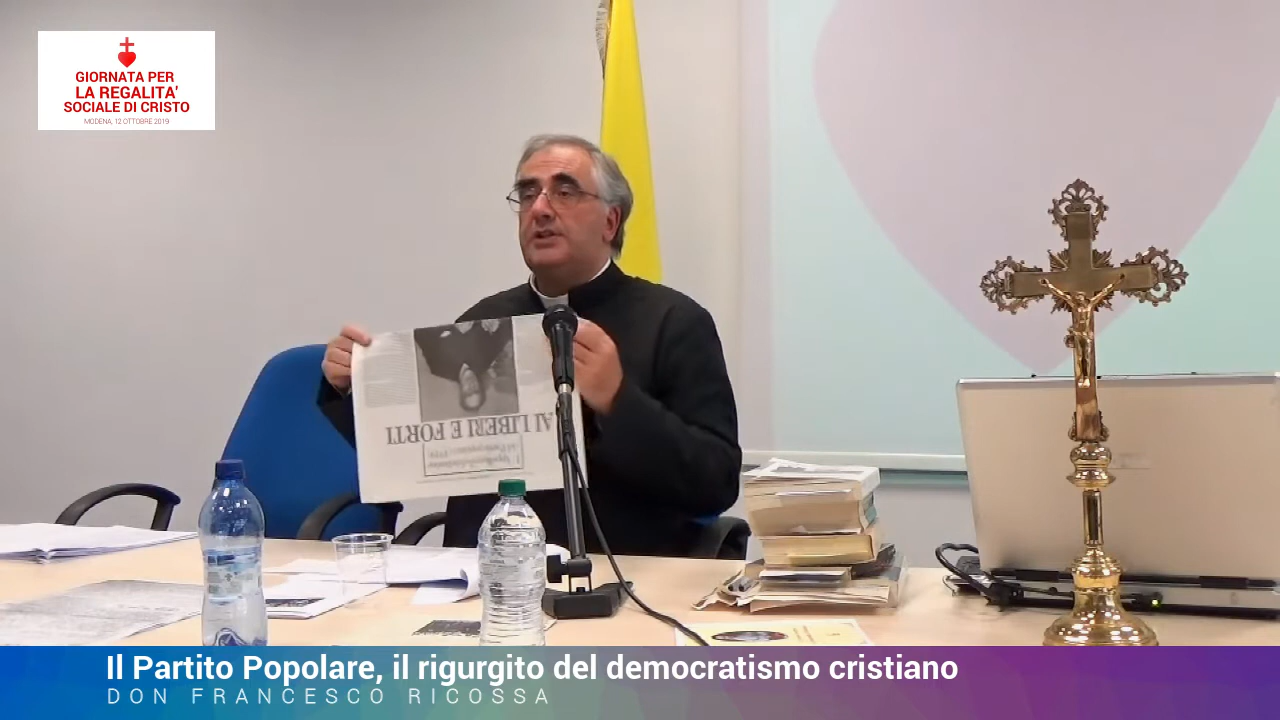 GIORNATA PER
LA REGALITA'
SOCIALE DI CRISTO
MODENA, 12 OTTOBRE 2019
AI LIBERI E FORTI
Il Partito Popolare, il rigurgito del democratismo cristiano
DON FRANCESCO RICOSSA